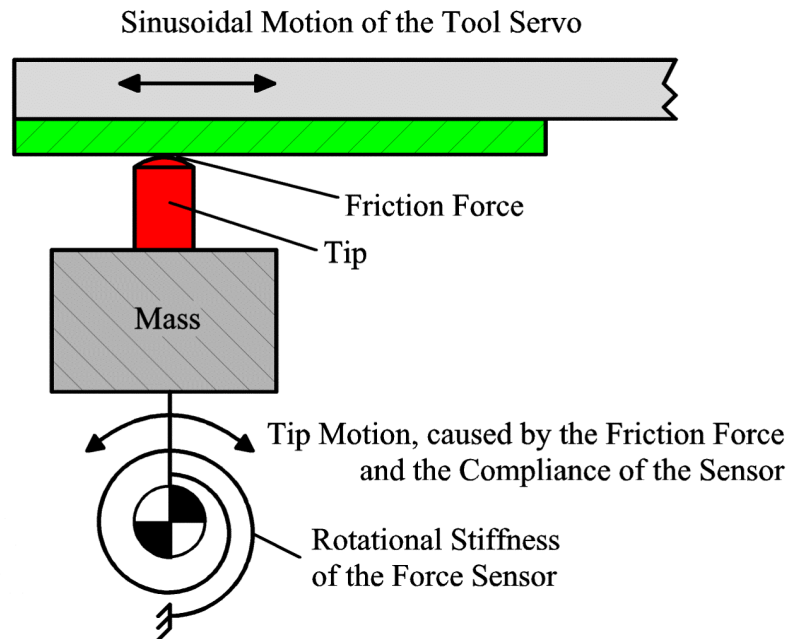 Sinusoidal Motion of the Tool Servo
Friction Force
Tip
Mass
Tip Motion, caused by the Friction Force
and the Compliance of the Sensor
Rotational Stiffness
of the Force Sensor